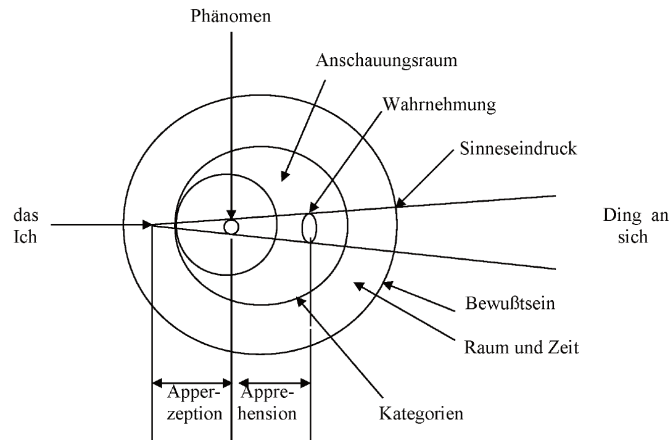 Phänomen
Anschauungsraum
Wahrnehmung
Sinneseindruck
das
Ich
Ding an
sich
Bewußtsein
Raum und Zeit
Apper-
zeption
Appre-
hension
Kategorien